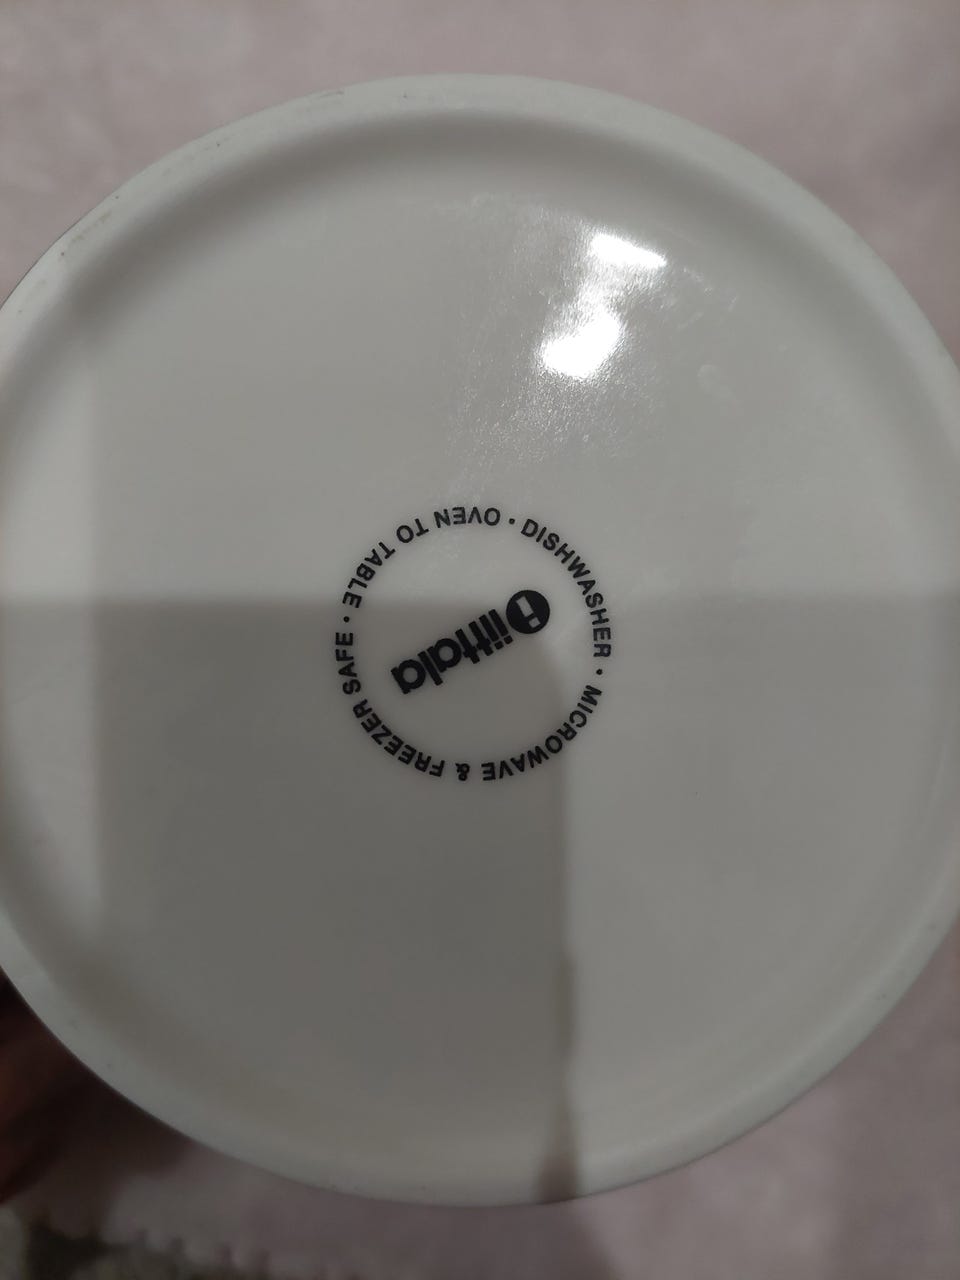 OVEN TO TABLE · DISHWASHER · MICROWAVE & FREEZER SAFE ·
iittala